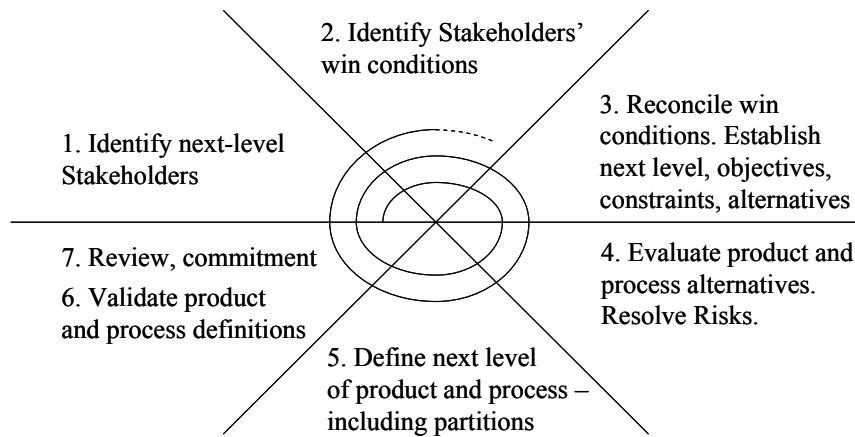 2. Identify Stakeholders’
win conditions
1. Identify next-level
Stakeholders
3. Reconcile win
conditions. Establish
next level, objectives,
constraints, alternatives
7. Review, commitment
6. Validate product
and process definitions
4. Evaluate product and
process alternatives.
Resolve Risks.
5. Define next level
of product and process –
including partitions